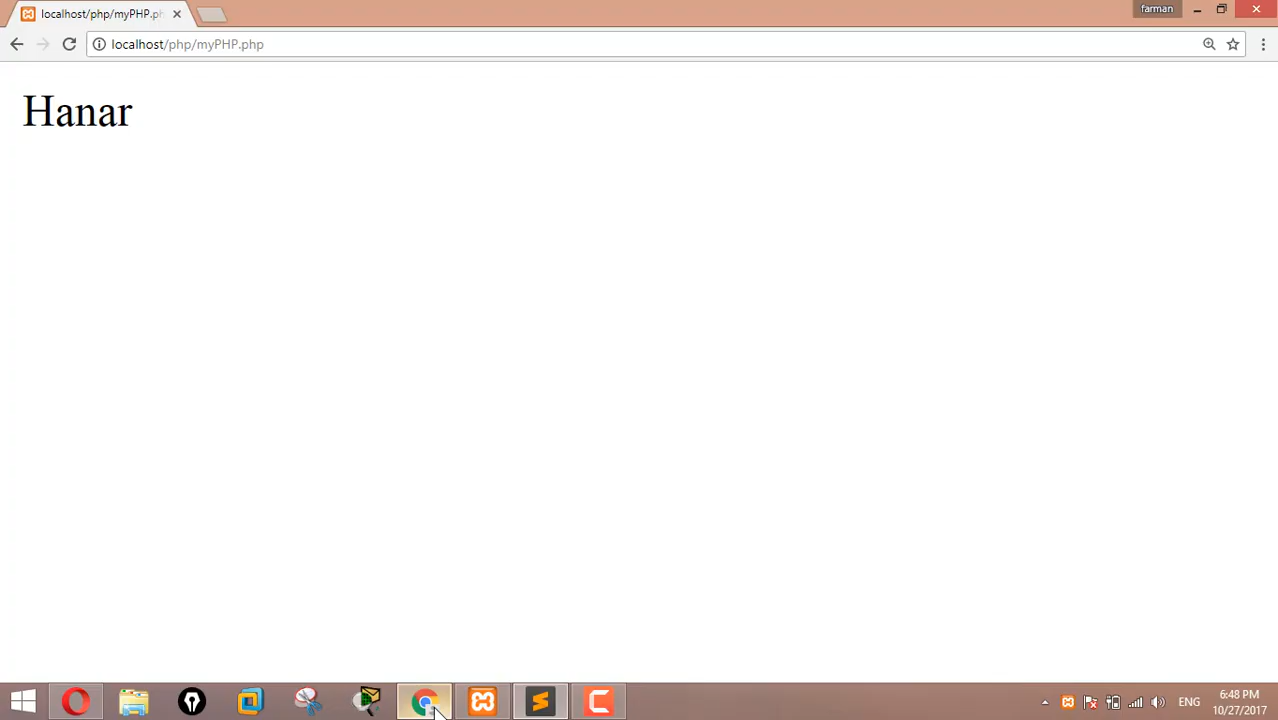 localhost/php/myPHP.ph
farman
localhost/php/myPHP.php
Hanar
ENG
6:48 PM
10/27/2017